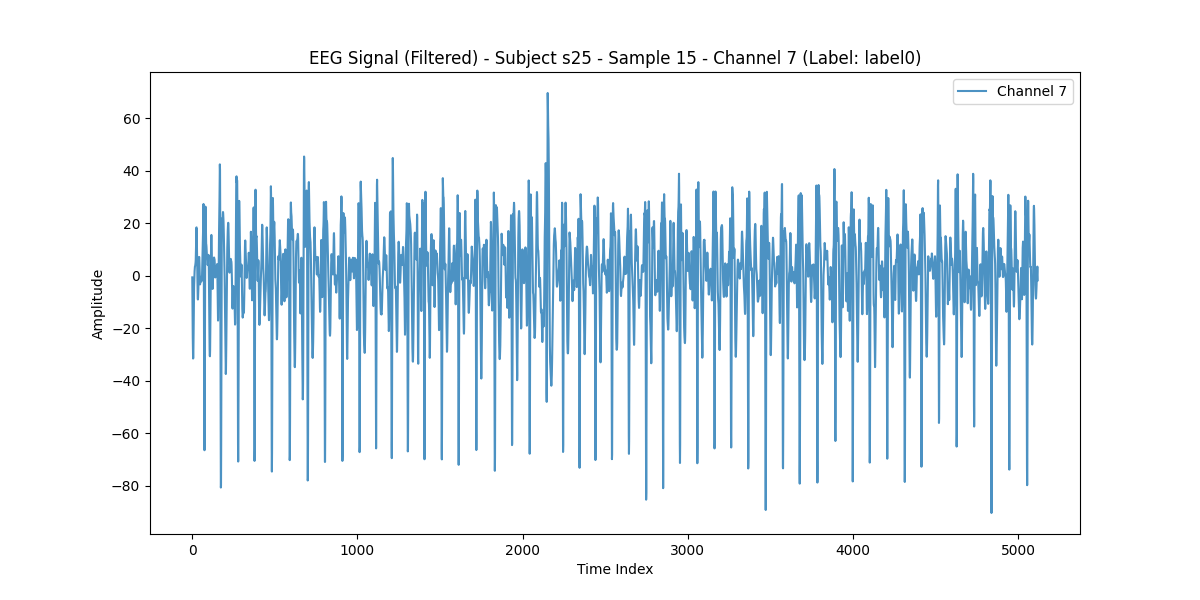 EEG Signal (Filtered) - Subject s25 - Sample 15 - Channel 7 (Label: label0)
Channel 7
60
40
20
0
−20
−40
−60
−80
Amplitude
0 1000 2000 3000 4000 5000
Time Index